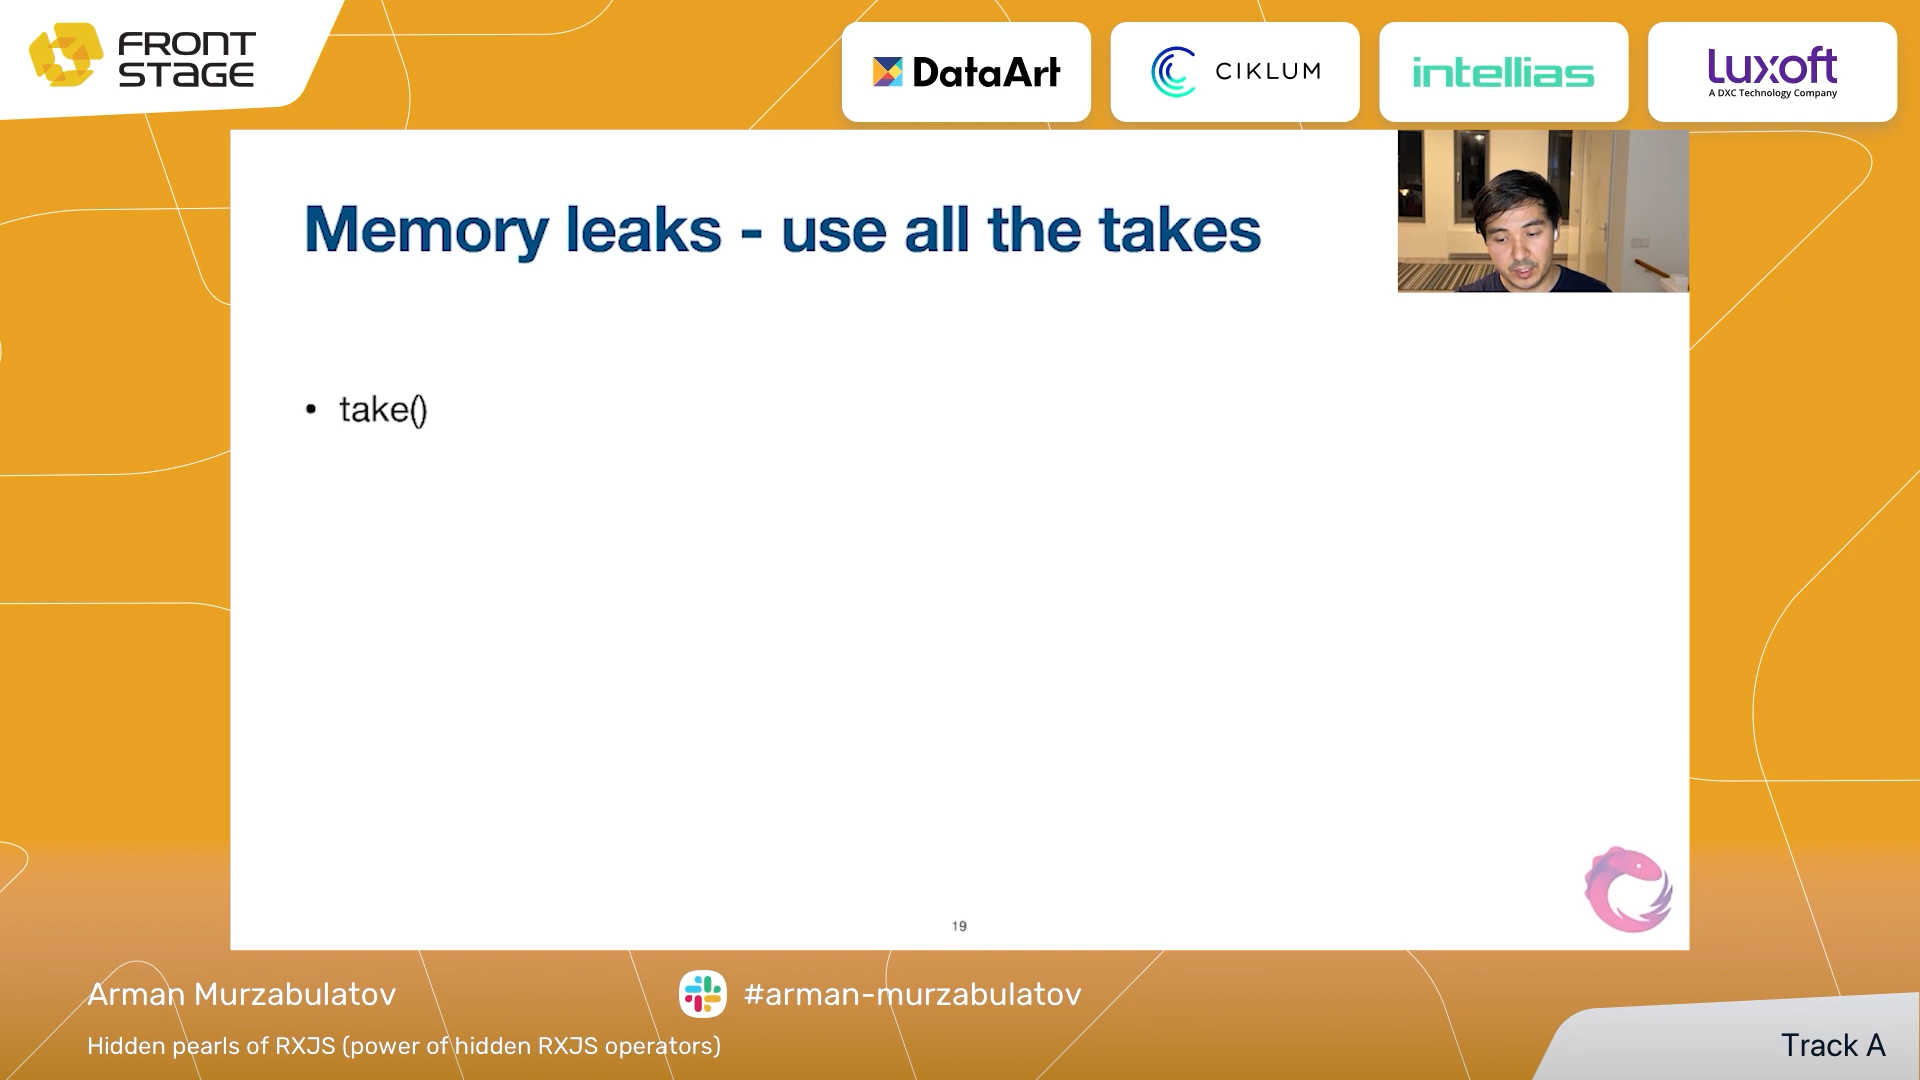 FRONT
STAGE
DataArt
CIKLUM
intellias
Luxoft
A DXC Technology Company
Memory leaks - use all the takes
• take()
19
Arman Murzabulatov
#arman-murzabulatov
Hidden pearls of RXJS (power of hidden RXJS operators)
Track A